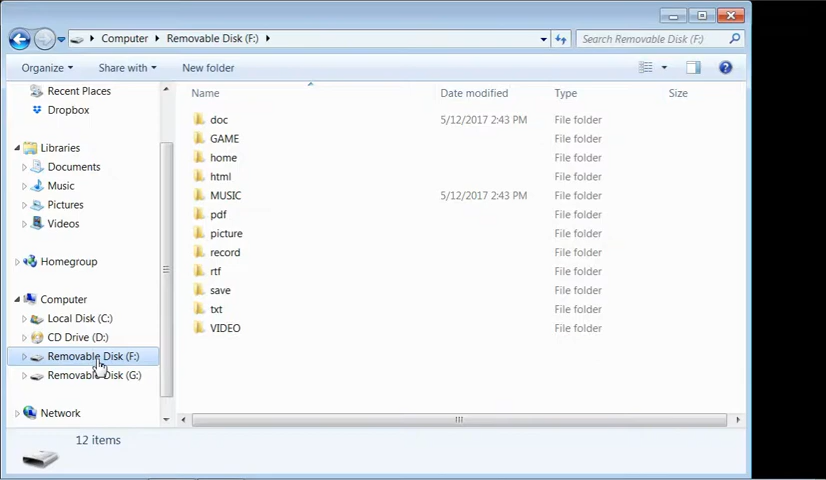 Computer Removable Disk (F:)
Search Removable Disk (F:)
Organize Share with New folder
Recent Places
Dropbox
Libraries
Documents
Music
Pictures
Videos
Homegroup
Computer
Local Disk (C:)
CD Drive (D:)
Removable Disk (F:)
Removable Disk (G:)
Network
Name Date modified Type Size
doc 5/12/2017 2:43 PM File folder
GAME File folder
home File folder
html File folder
MUSIC 5/12/2017 2:43 PM File folder
pdf File folder
picture File folder
record File folder
rtf File folder
save File folder
txt File folder
VIDEO File folder
12 items